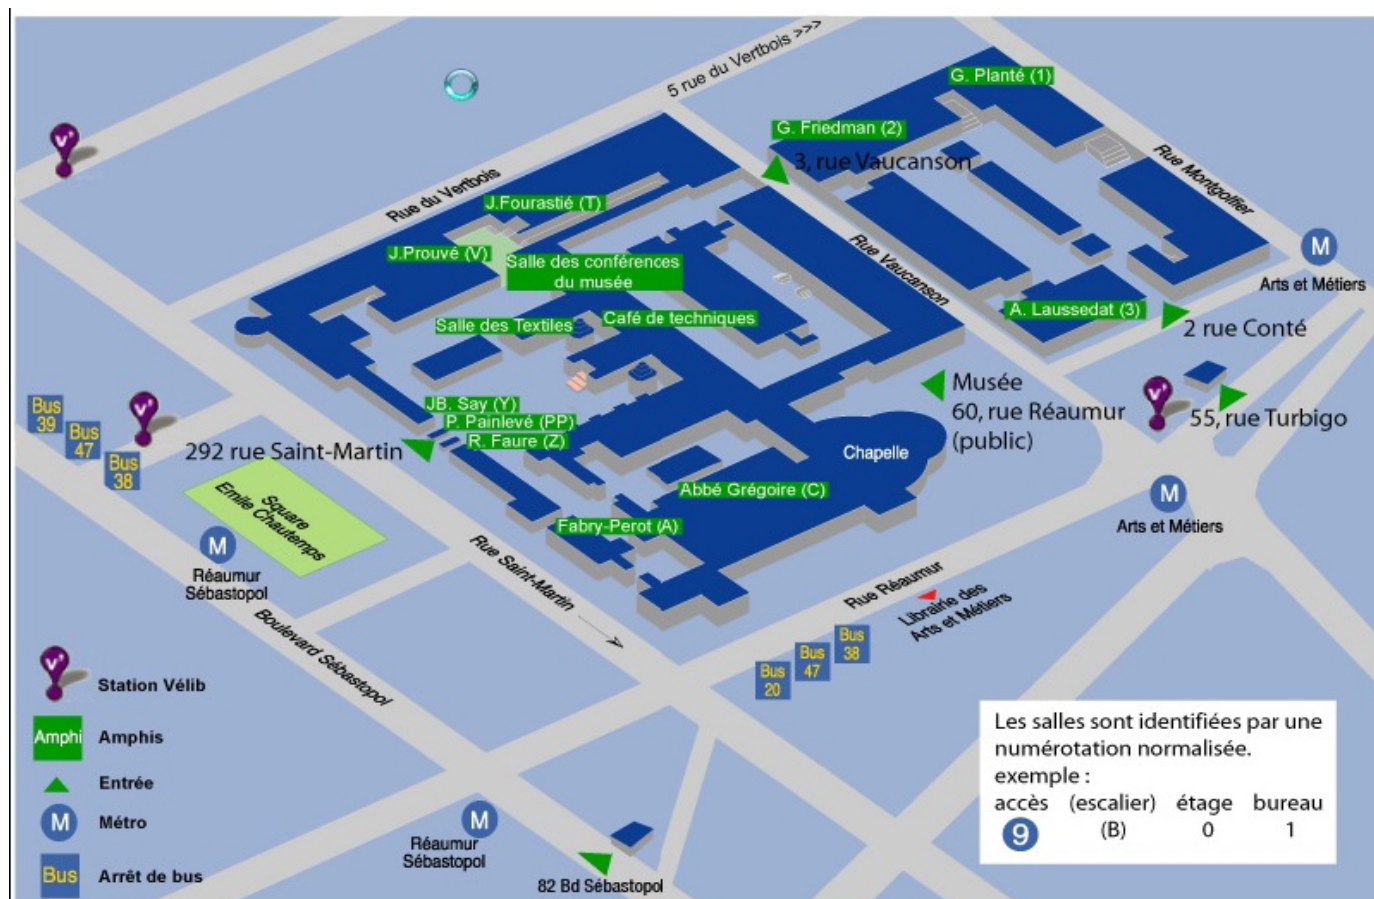 5 rue du Vertbois >>>
G. Planté (1)
G. Friedman (2)
3, rue Vaucanson
Rue Montgolfier
Rue du Vertbois
J.Fourastié (T)
J.Prouvé (V)
Salle des conférences
du musée
Rue Vaucanson
M
Arts et Métiers
A. Laussedat (3)
2 rue Conté
Salle des Textiles
Café de techniques
Musée
60, rue Réaumur
(public)
55, rue Turbigo
Bus
39
Bus
47
Bus
38
JB. Say (Y)
P. Painlevé (PP)
R. Faure (Z)
292 rue Saint-Martin
Chapelle
Abbé Grégoire (C)
Fabry-Perot (A)
M
Arts et Métiers
Square
Emile Chautemps
M
Réaumur
Sébastopol
Rue Saint-Martin
Rue Réaumur
Librairie des
Arts et Métiers
Boulevard Sébastopol
Bus
20
Bus
47
Bus
38
Station Vélib
Amphi
Amphis
Entrée
M
Métro
Bus
Arrêt de bus
M
Réaumur
Sébastopol
82 Bd Sébastopol
Les salles sont identifiées par une
numérotation normalisée.
exemple :
accès (escalier) étage bureau
9 (B) 0 1